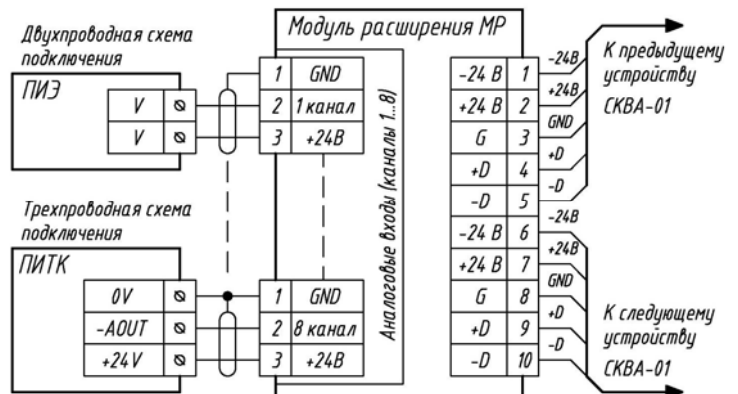 Двухпроводная схема
подключения
ПИЭ
V
V
Модуль расширения МР
1 GND
2 1 канал
3 +24В
Аналоговые входы (каналы 1...8)
Трехпроводная схема
подключения
ПИТК
0V
-AOUT
+24V
1 GND
2 8 канал
3 +24В
-24 В 1 -24В
+24 В 2 +24В
G 3 GND
+D 4 +D
-D 5 -D
-24 В 6 -24В
+24 В 7 +24В
G 8 GND
+D 9 +D
-D 10 -D
К предыдущему
устройству
СКВА-01
К следующему
устройству
СКВА-01